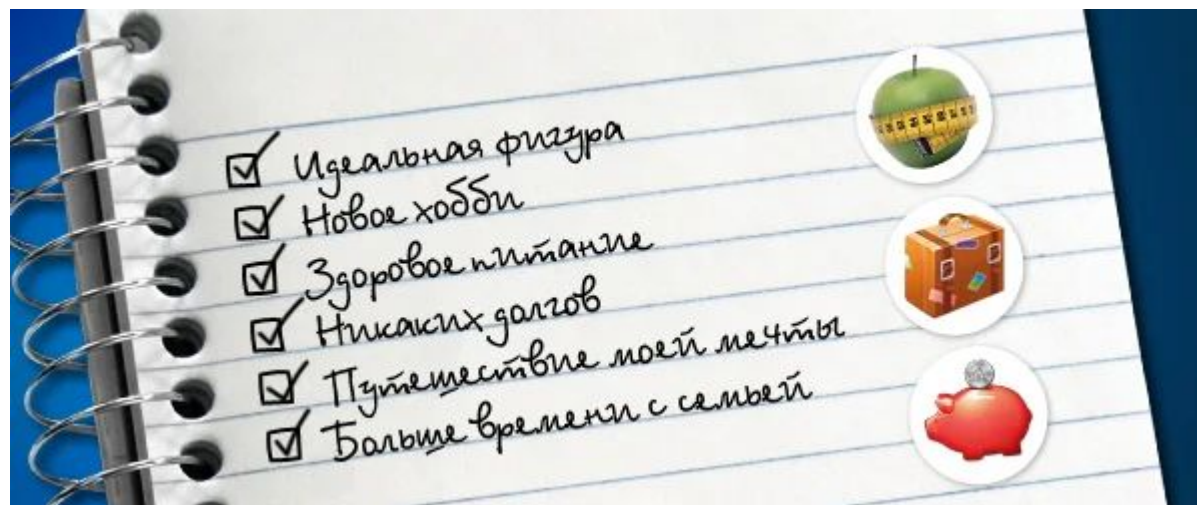 Идеальная фигура
Новое хобби
Здоровое питание
Никаких долгов
Путешествие моей мечты
Больше времени с семьей